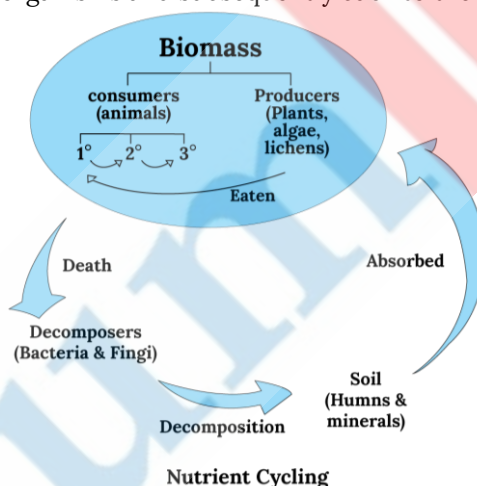 Biomass
consumers
(animals)
1° 2° 3°
Producers
(Plants,
algae,
lichens)
Eaten
Death
Absorbed
Decomposers
(Bacteria & Fingi)
Soil
(Humns &
minerals)
Decomposition
Nutrient Cycling